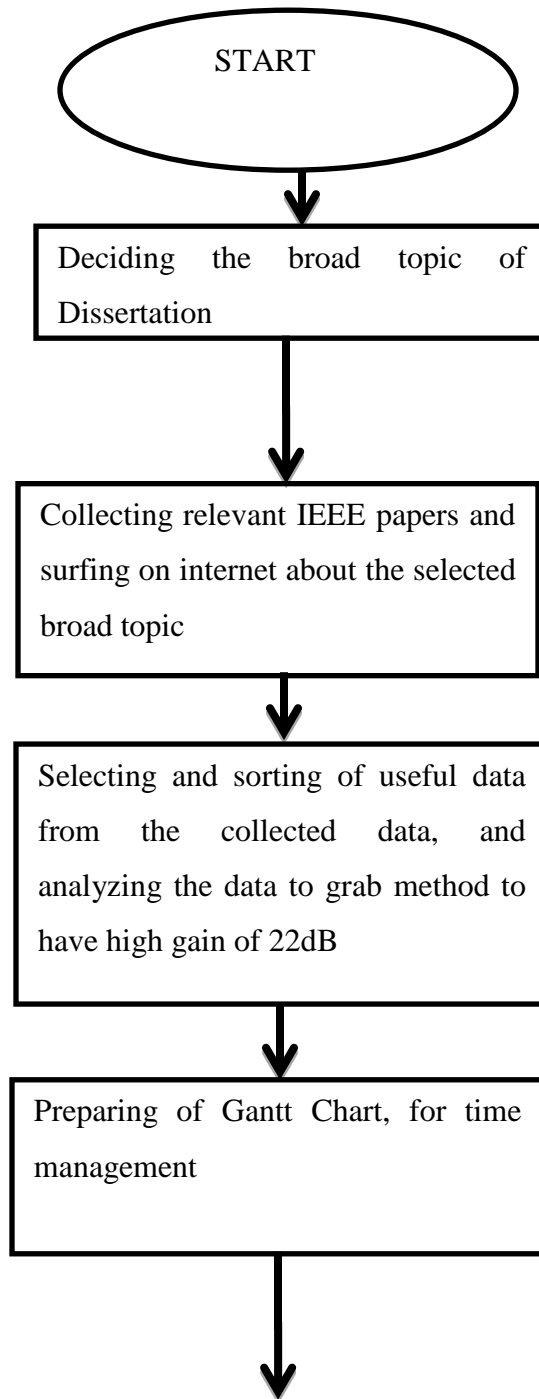 START
Deciding the broad topic of
Dissertation
Collecting relevant IEEE papers and
surfing on internet about the selected
broad topic
Selecting and sorting of useful data
from the collected data, and
analyzing the data to grab method to
have high gain of 22dB
Preparing of Gantt Chart, for time
management